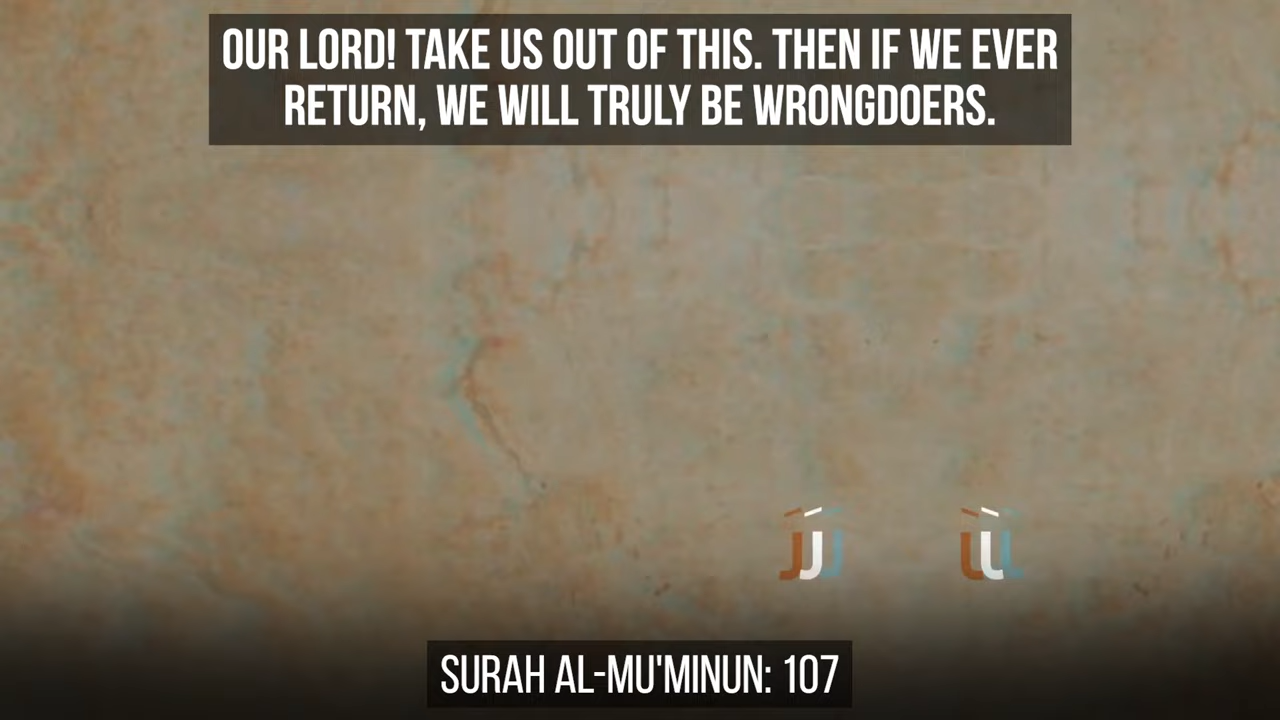 OUR LORD! TAKE US OUT OF THIS. THEN IF WE EVER
RETURN, WE WILL TRULY BE WRONGDOERS.
SURAH AL-MU'MINUN: 107